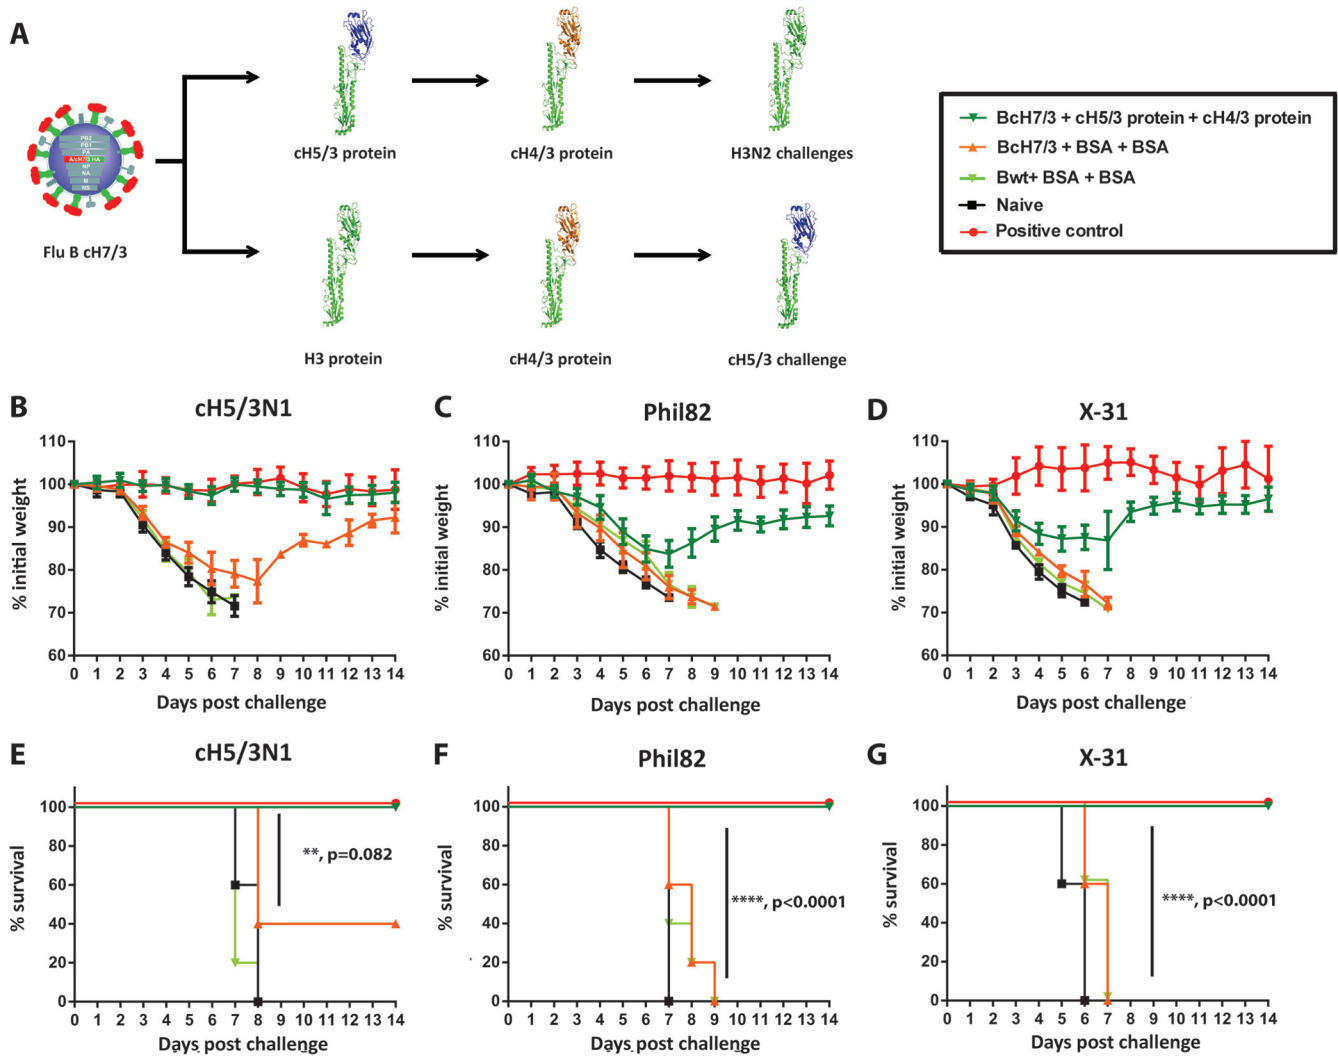 A
PB2
PB1
PA
A/cH7/3 HA
NP
NA
M
NS
Flu B cH7/3
cH5/3 protein
cH4/3 protein
H3N2 challenges
H3 protein
cH4/3 protein
cH5/3 challenge
BcH7/3 + cH5/3 protein + cH4/3 protein
BcH7/3 + BSA + BSA
Bwt+ BSA + BSA
Naive
Positive control
B
cH5/3N1
% initial weight
110
100
90
80
70
60
0 1 2 3 4 5 6 7 8 9 10 11 12 13 14
Days post challenge
C
Phil82
% initial weight
110
100
90
80
70
60
0 1 2 3 4 5 6 7 8 9 10 11 12 13 14
Days post challenge
D
X-31
% initial weight
110
100
90
80
70
60
0 1 2 3 4 5 6 7 8 9 10 11 12 13 14
Days post challenge
E
cH5/3N1
% survival
100
80
60
40
20
0
**, p=0.082
0 1 2 3 4 5 6 7 8 9 10 11 12 13 14
Days post challenge
F
Phil82
% survival
100
80
60
40
20
0
****, p<0.0001
0 1 2 3 4 5 6 7 8 9 10 11 12 13 14
Days post challenge
G
X-31
% survival
100
80
60
40
20
0
****, p<0.0001
0 1 2 3 4 5 6 7 8 9 10 11 12 13 14
Days post challenge